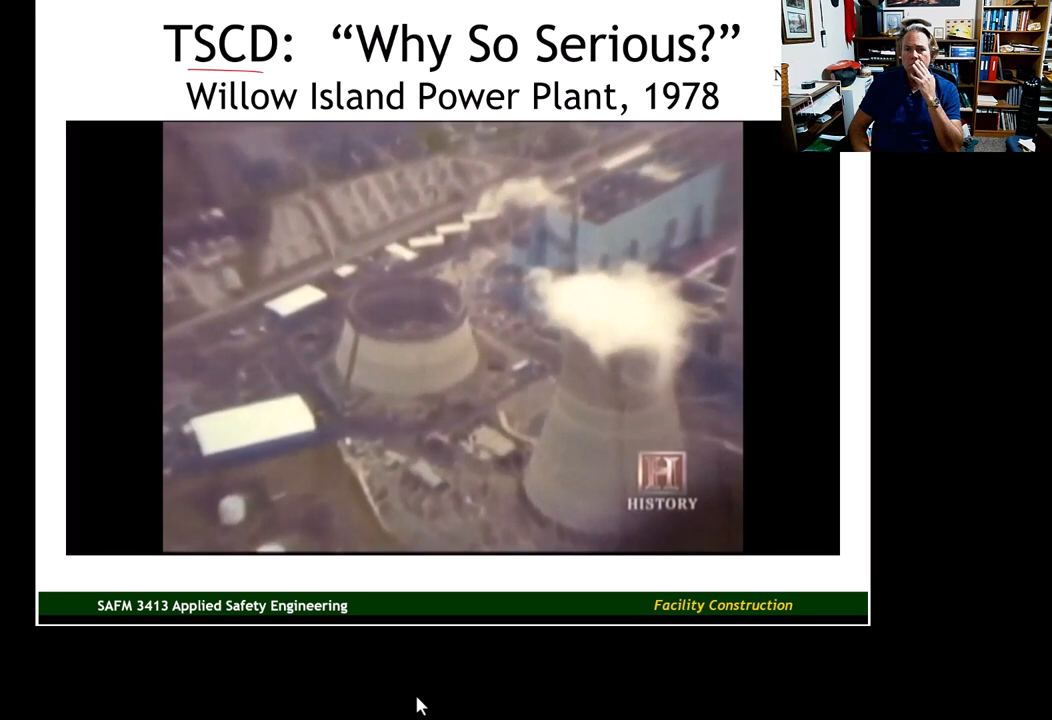 TSCD: “Why So Serious?”
Willow Island Power Plant, 1978
N
H
HISTORY
SAFM 3413 Applied Safety Engineering
Facility Construction